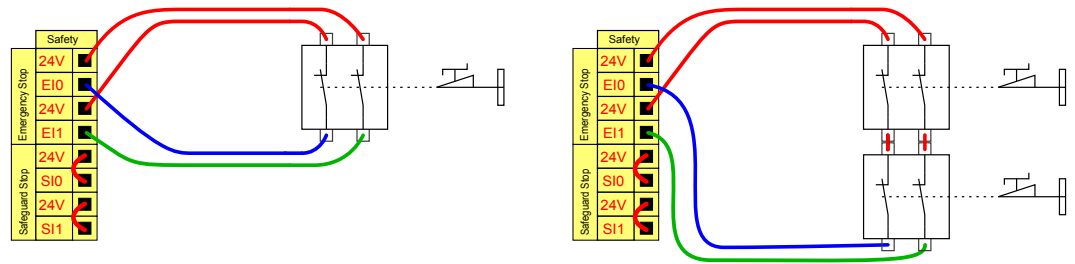 Safety
Emergency Stop
24V
EI0
24V
EI1
Safeguard Stop
24V
SI0
24V
SI1
Safety
Emergency Stop
24V
EI0
24V
EI1
Safeguard Stop
24V
SI0
24V
SI1